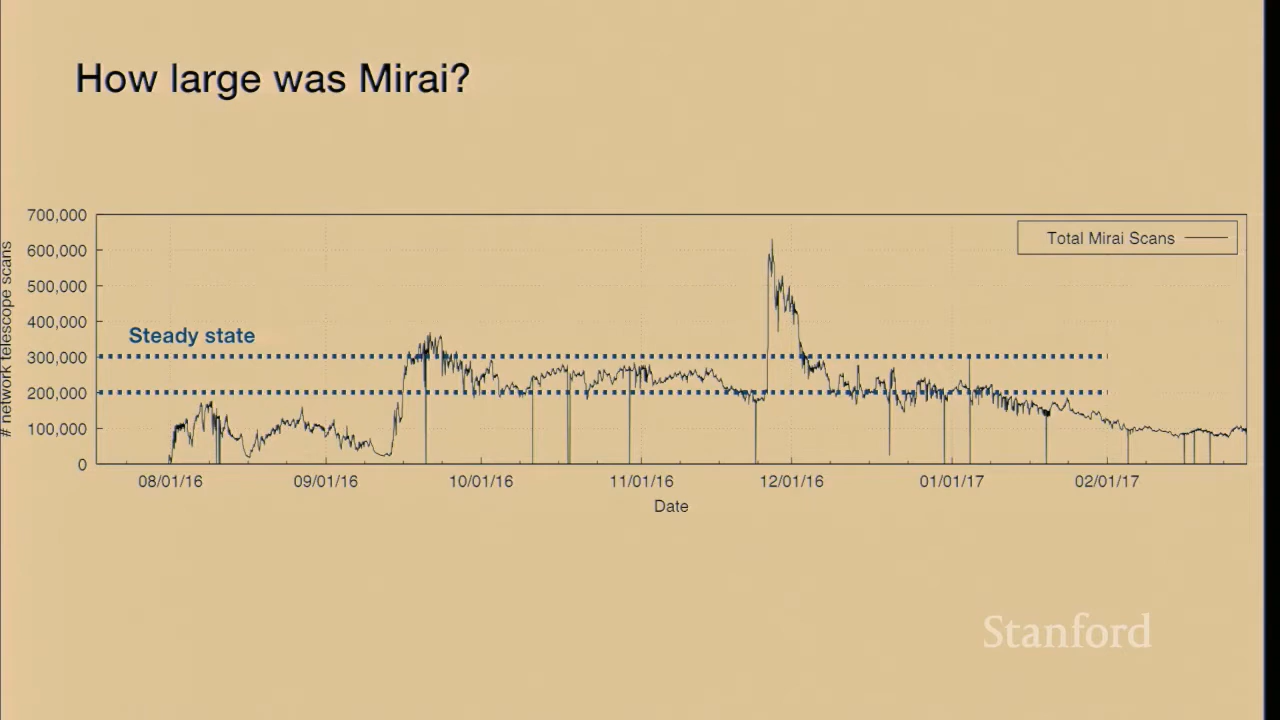 How large was Mirai?
# network telescope scans
700,000
600,000
500,000
400,000
300,000
200,000
100,000
0
Total Mirai Scans
Steady state
08/01/16 09/01/16 10/01/16 11/01/16 12/01/16 01/01/17 02/01/17
Date
Stanford